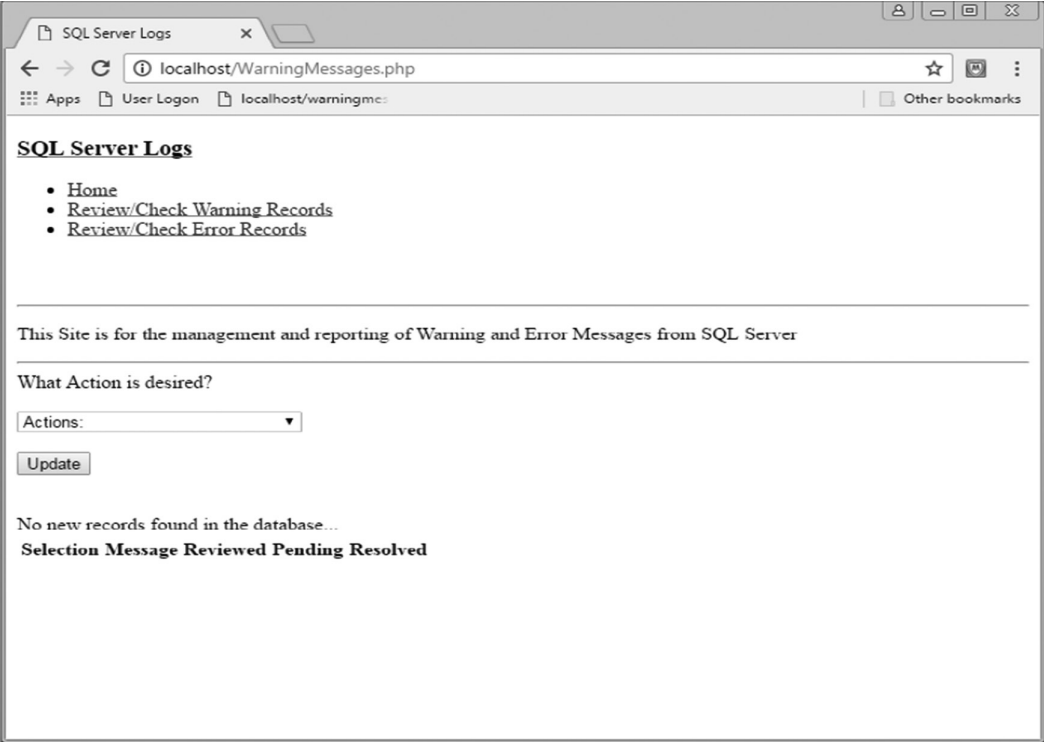 SQL Server Logs
localhost/WarningMessages.php
Apps User Logon localhost/warningme Other bookmarks
SQL Server Logs
Home
Review/Check Warning Records
Review/Check Error Records
This Site is for the management and reporting of Warning and Error Messages from SQL Server
What Action is desired?
Actions:
Update
No new records found in the database...
Selection Message Reviewed Pending Resolved